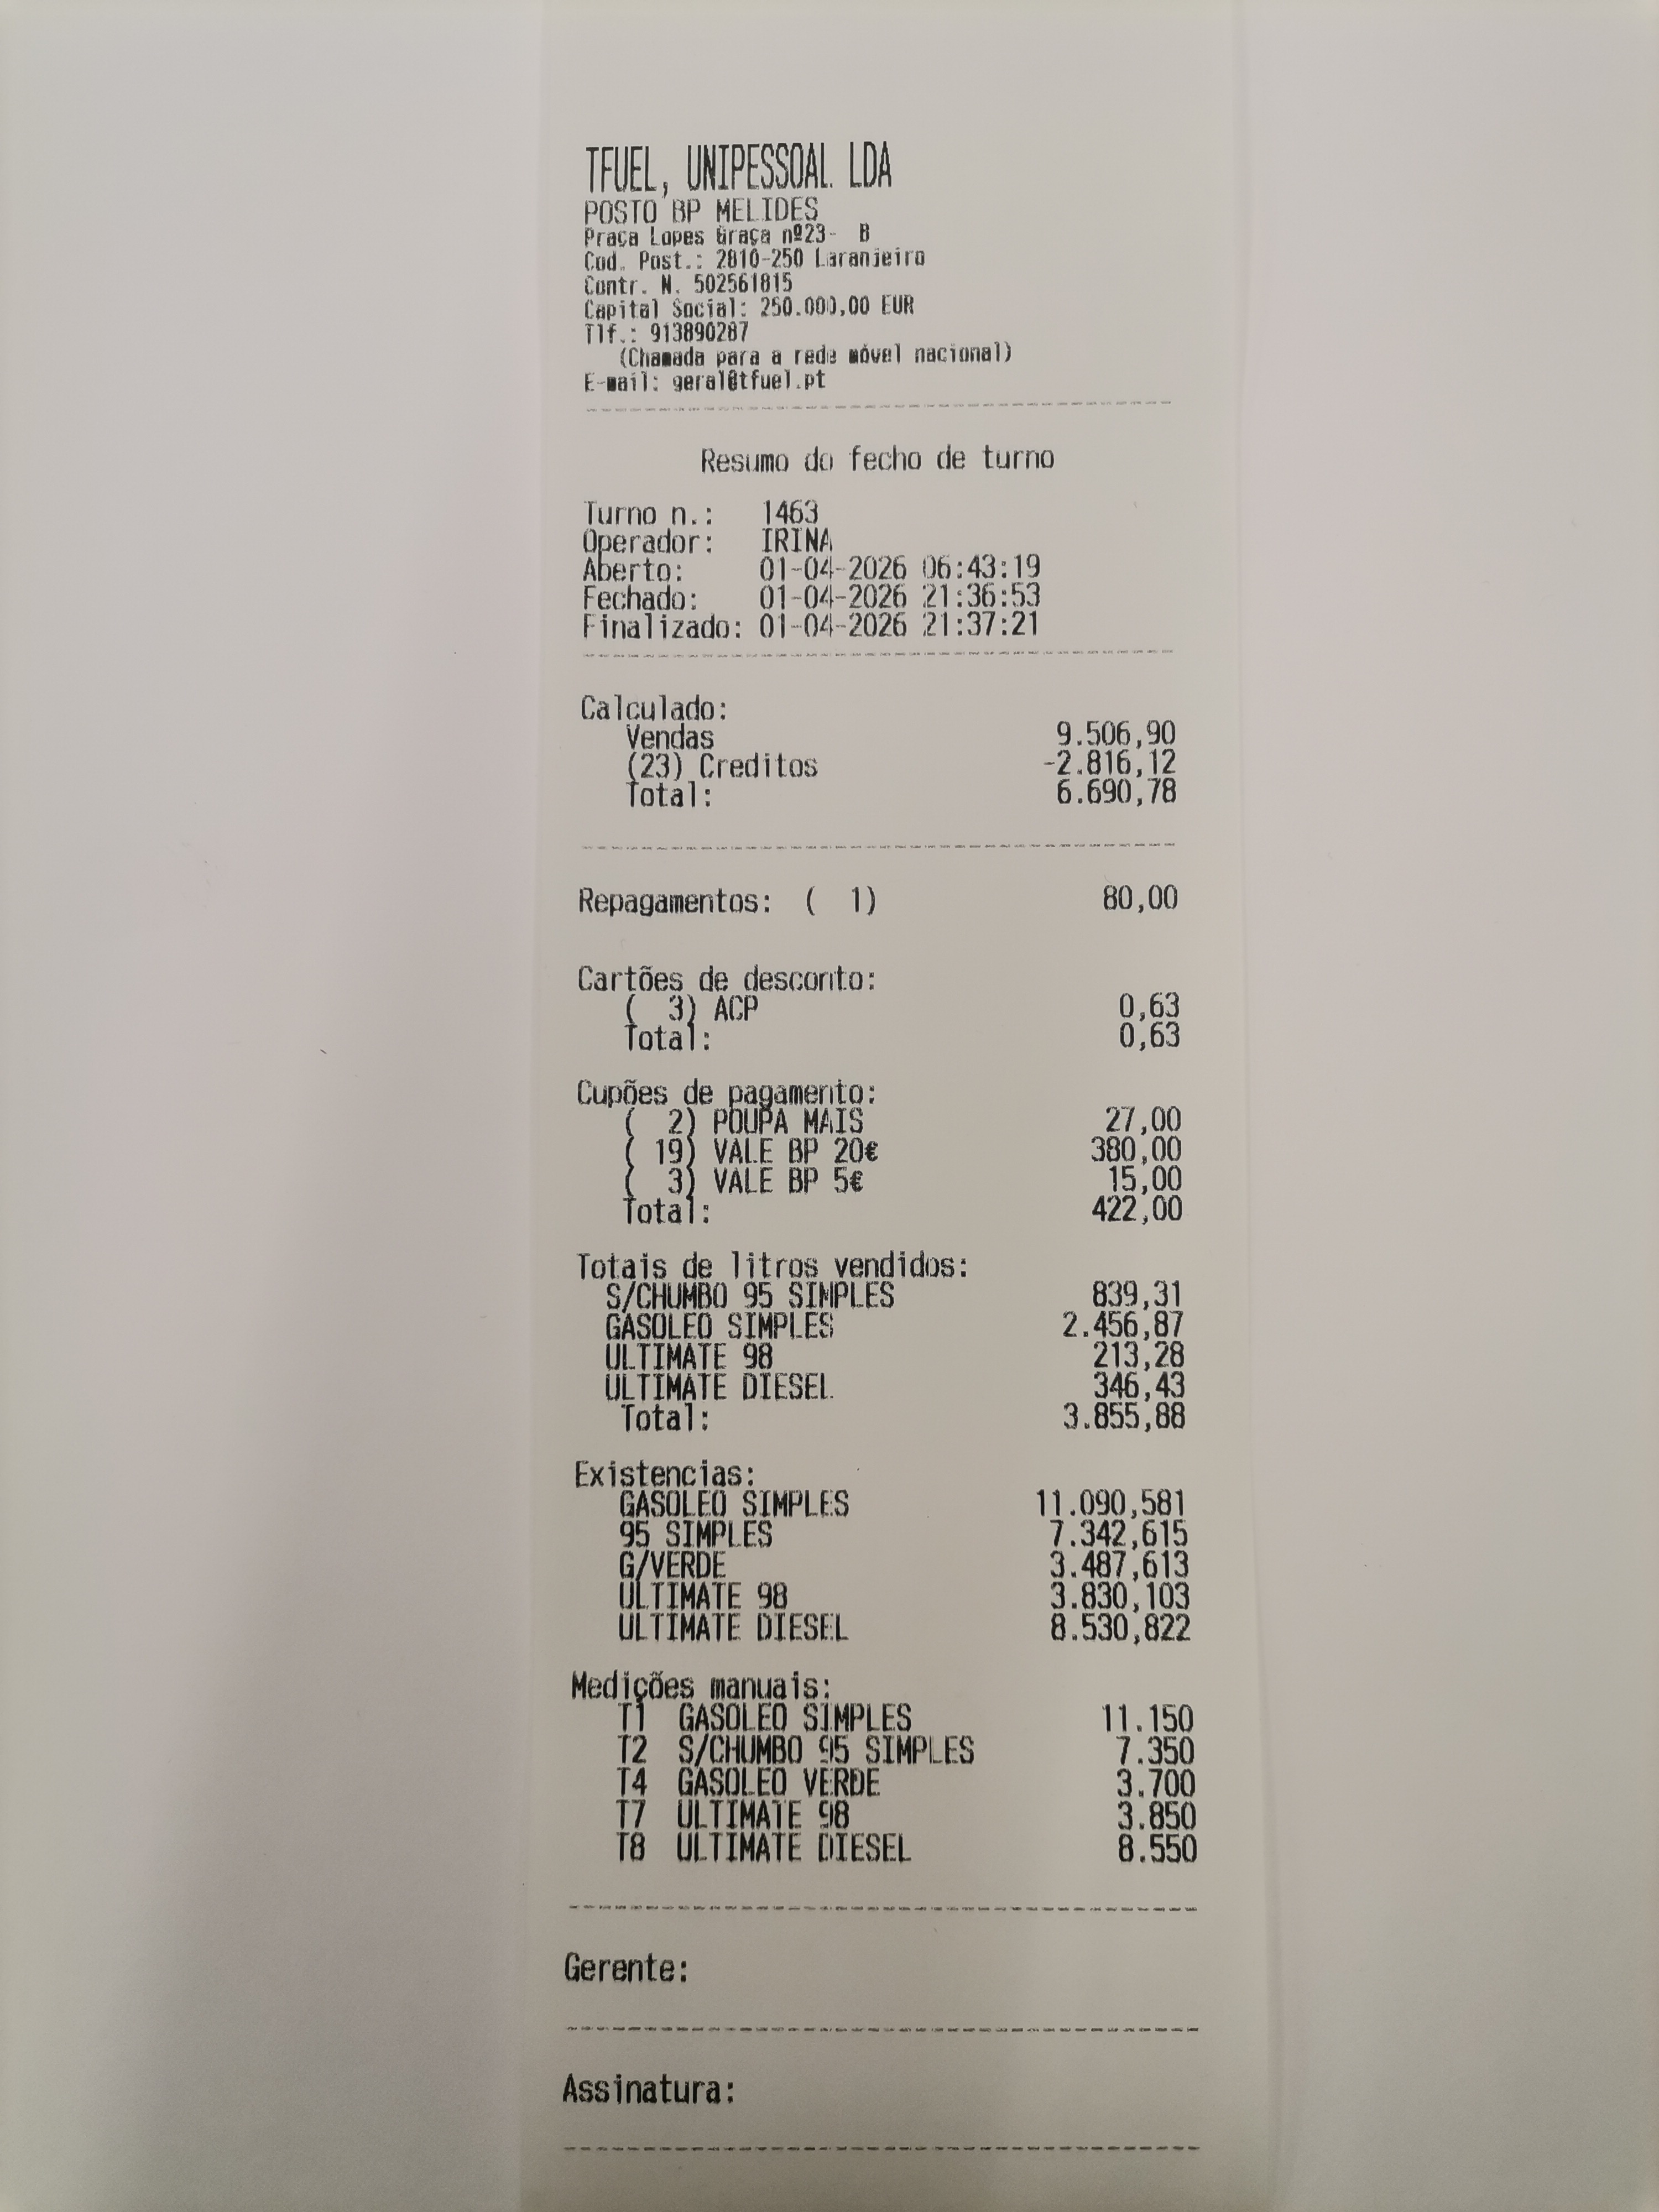 TFUEL, UNIPESSOAL LDA
POSTO BP MELIDES
Praça Lopes Graça nº23- B
Cod. Post.: 2810-250 Laranjeiro
Contr. N. 502561815
Capital Social: 250.000,00 EUR
Tlf.: 913890287
(Chamada para a rede móvel nacional)
E-mail: geral@tfuel.pt
Resumo do fecho de turno
Turno n.: 1463
Operador: IRINA
Aberto: 01-04-2026 06:43:19
Fechado: 01-04-2026 21:36:53
Finalizado: 01-04-2026 21:37:21
Calculado:
Vendas 9.506,90
(23) Creditos -2.816,12
Total: 6.690,78
Repagamentos: ( 1) 80,00
Cartões de desconto:
( 3) ACP 0,63
Total: 0,63
Cupões de pagamento:
( 2) POUPA MAIS 27,00
( 19) VALE BP 20€ 380,00
( 3) VALE BP 5€ 15,00
Total: 422,00
Totais de litros vendidos:
S/CHUMBO 95 SIMPLES 839,31
GASOLEO SIMPLES 2.456,87
ULTIMATE 98 213,28
ULTIMATE DIESEL 346,43
Total: 3.855,88
Existencias:
GASOLEO SIMPLES 11.090,581
95 SIMPLES 7.342,615
G/VERDE 3.487,613
ULTIMATE 98 3.830,103
ULTIMATE DIESEL 8.530,822
Medições manuais:
T1 GASOLEO SIMPLES 11.150
T2 S/CHUMBO 95 SIMPLES 7.350
T4 GASOLEO VERDE 3.700
T7 ULTIMATE 98 3.850
T8 ULTIMATE DIESEL 8.550
Gerente:
Assinatura: